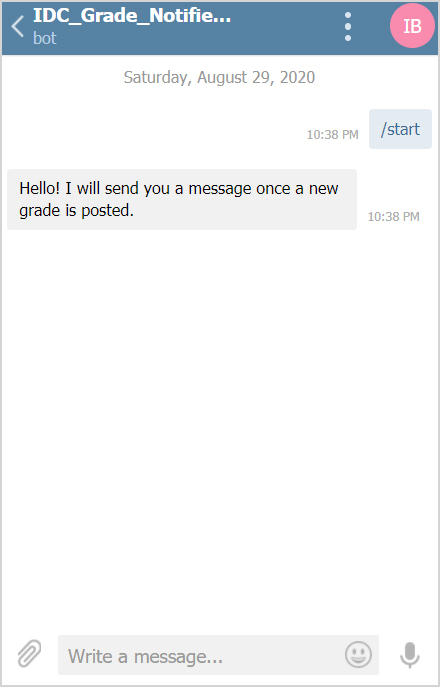 IDC_Grade_Notifie...
bot
IB
Saturday, August 29, 2020
/start
10:38 PM
Hello! I will send you a message once a new
grade is posted.
10:38 PM
Write a message...